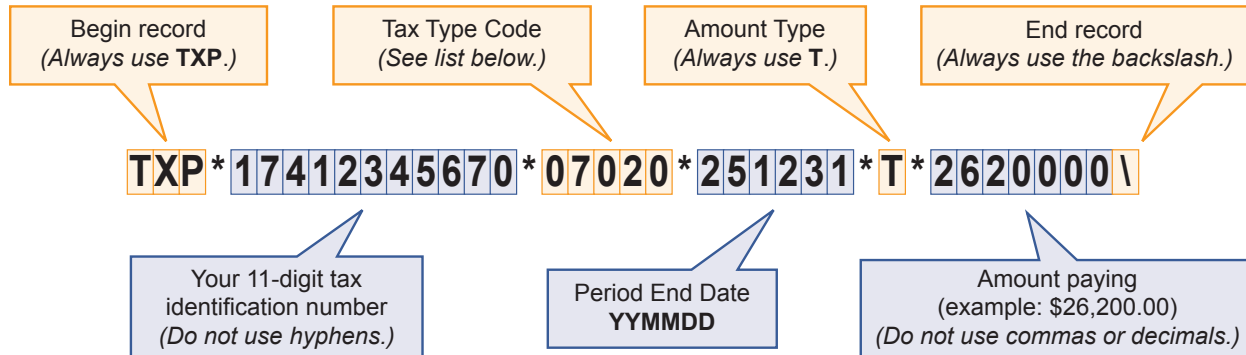 Begin record
(Always use TXP.)
Tax Type Code
(See list below.)
Amount Type
(Always use T.)
End record
(Always use the backslash.)
TXP*17412345670*07020*251231*T*2620000\
Your 11-digit tax
identification number
(Do not use hyphens.)
Period End Date
YYMMDD
Amount paying
(example: $26,200.00)
(Do not use commas or decimals.)